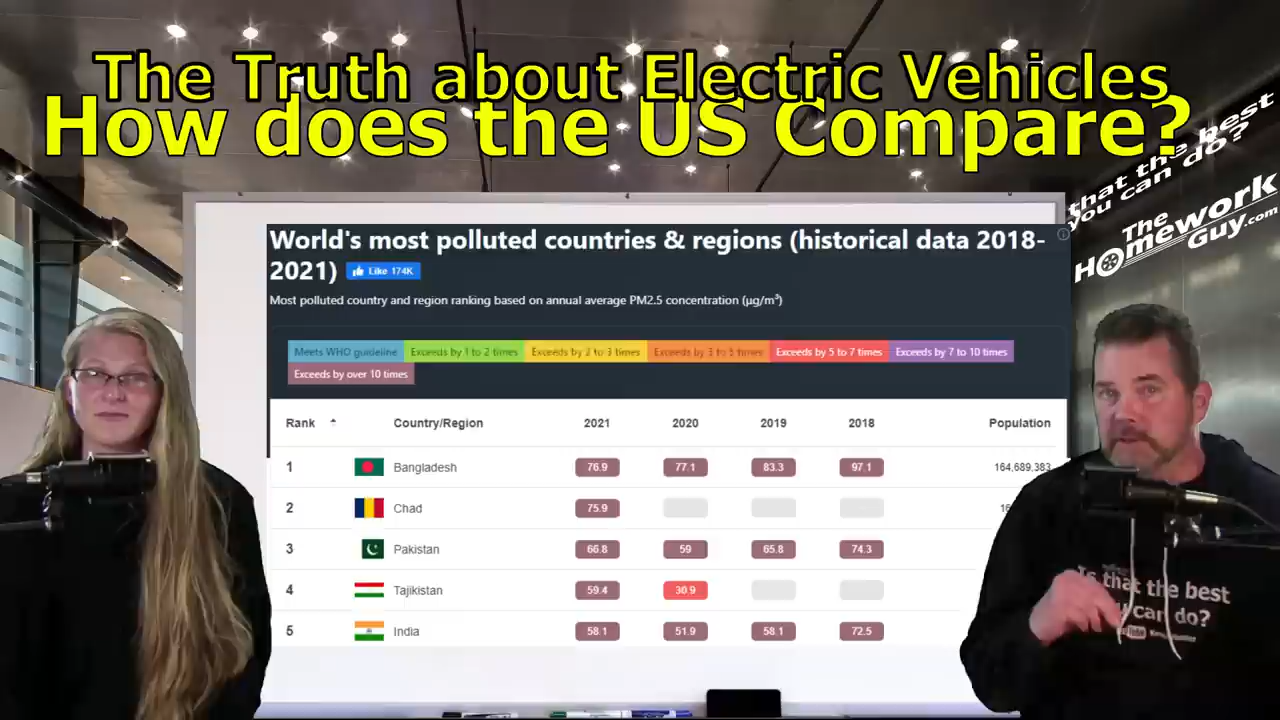 The Truth about Electric Vehicles
How does the US Compare?
that the best
you can do?
The
Homework
Guy.com
World's most polluted countries & regions (historical data 2018-
2021) Like 174K
Most polluted country and region ranking based on annual average PM2.5 concentration (µg/m³)
Meets WHO guideline Exceeds by 1 to 2 times Exceeds by 2 to 3 times Exceeds by 3 to 5 times Exceeds by 5 to 7 times Exceeds by 7 to 10 times
Exceeds by over 10 times
Rank Country/Region 2021 2020 2019 2018 Population
1 Bangladesh 76.9 77.1 83.3 97.1 164,689,383
2 Chad 75.9
3 Pakistan 66.8 59 65.8 74.3
4 Tajikistan 59.4 30.9
5 India 58.1 51.9 58.1 72.5
Is that the best
you can do?